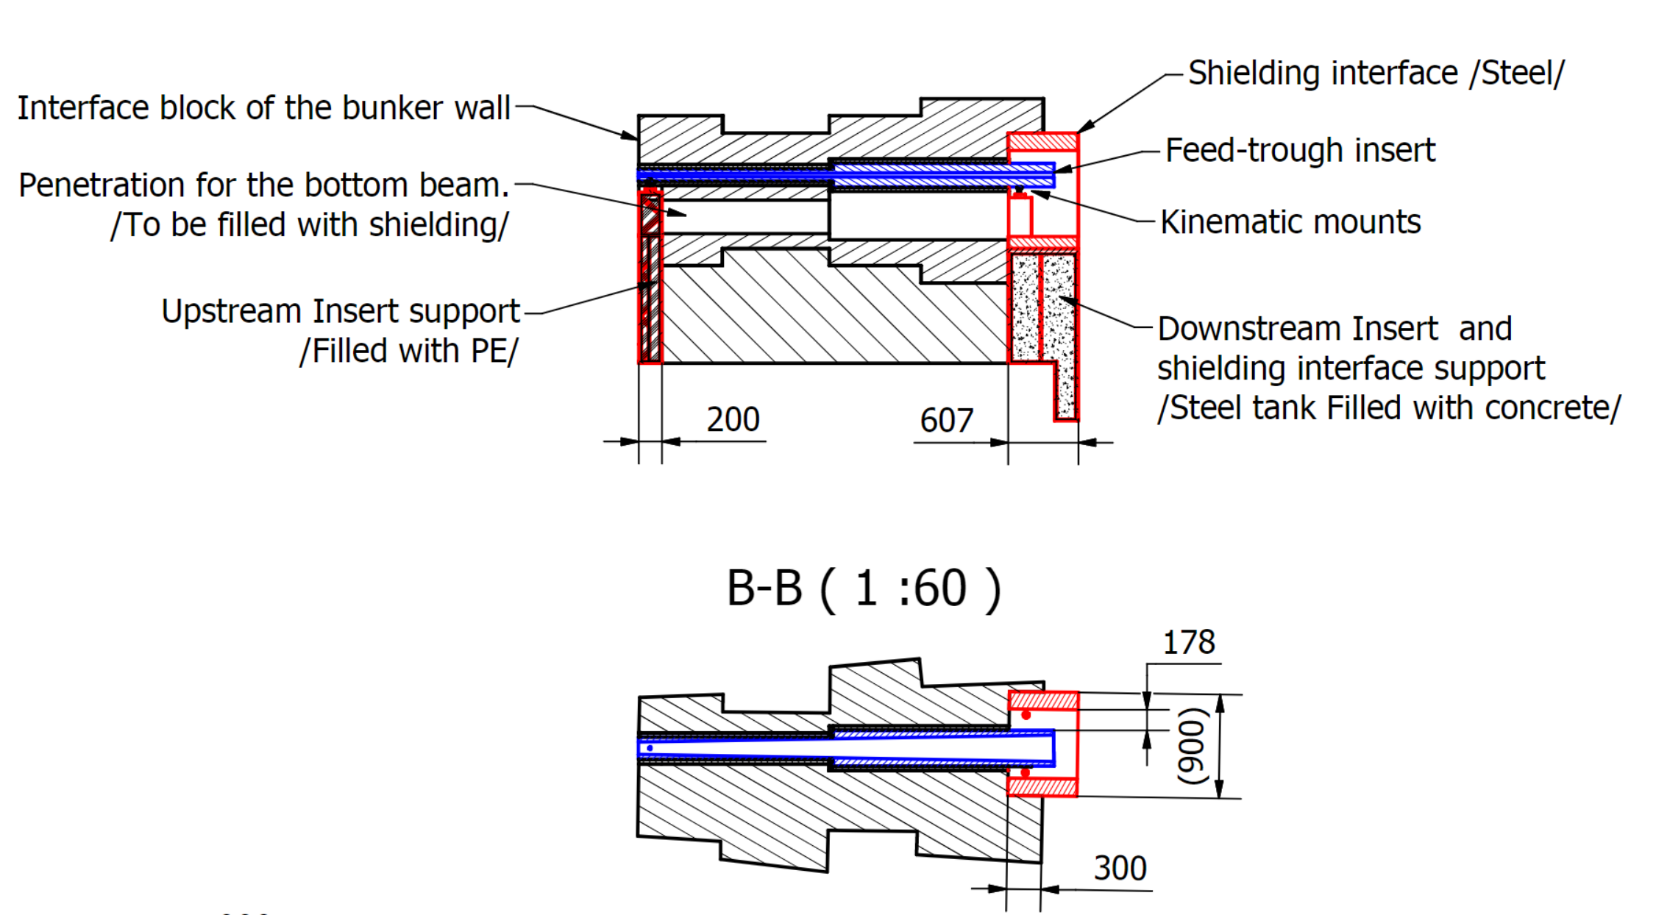 Shielding interface /Steel/
Interface block of the bunker wall
Feed-trough insert
Penetration for the bottom beam.
/To be filled with shielding/
Kinematic mounts
Upstream Insert support
/Filled with PE/
Downstream Insert and
shielding interface support
/Steel tank Filled with concrete/
200
607
B-B ( 1 :60 )
178
(900)
300